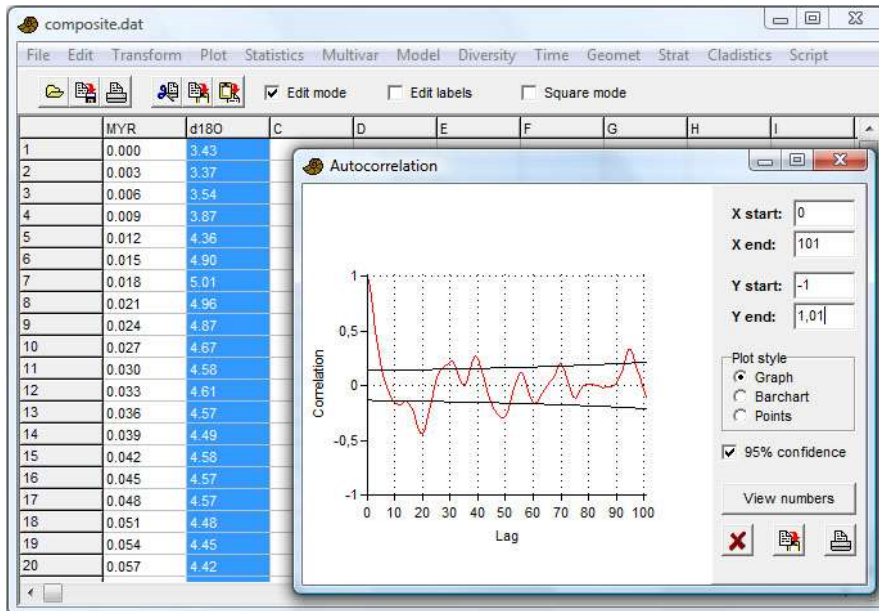 composite.dat
File Edit Transform Plot Statistics Multivar Model Diversity Time Geomet Strat Cladistics Script
Edit mode Edit labels Square mode
MYR d18O C D E F G H I
1 0.000 3.43
2 0.003 3.37
3 0.006 3.54
4 0.009 3.87
5 0.012 4.36
6 0.015 4.90
7 0.018 5.01
8 0.021 4.96
9 0.024 4.87
10 0.027 4.67
11 0.030 4.58
12 0.033 4.61
13 0.036 4.57
14 0.039 4.49
15 0.042 4.58
16 0.045 4.57
17 0.048 4.57
18 0.051 4.48
19 0.054 4.45
20 0.057 4.42
Autocorrelation
1
0,5
0
-0,5
-1
Correlation
0 10 20 30 40 50 60 70 80 90 100
Lag
X start: 0
X end: 101
Y start: -1
Y end: 1,01
Plot style
Graph
Barchart
Points
95% confidence
View numbers